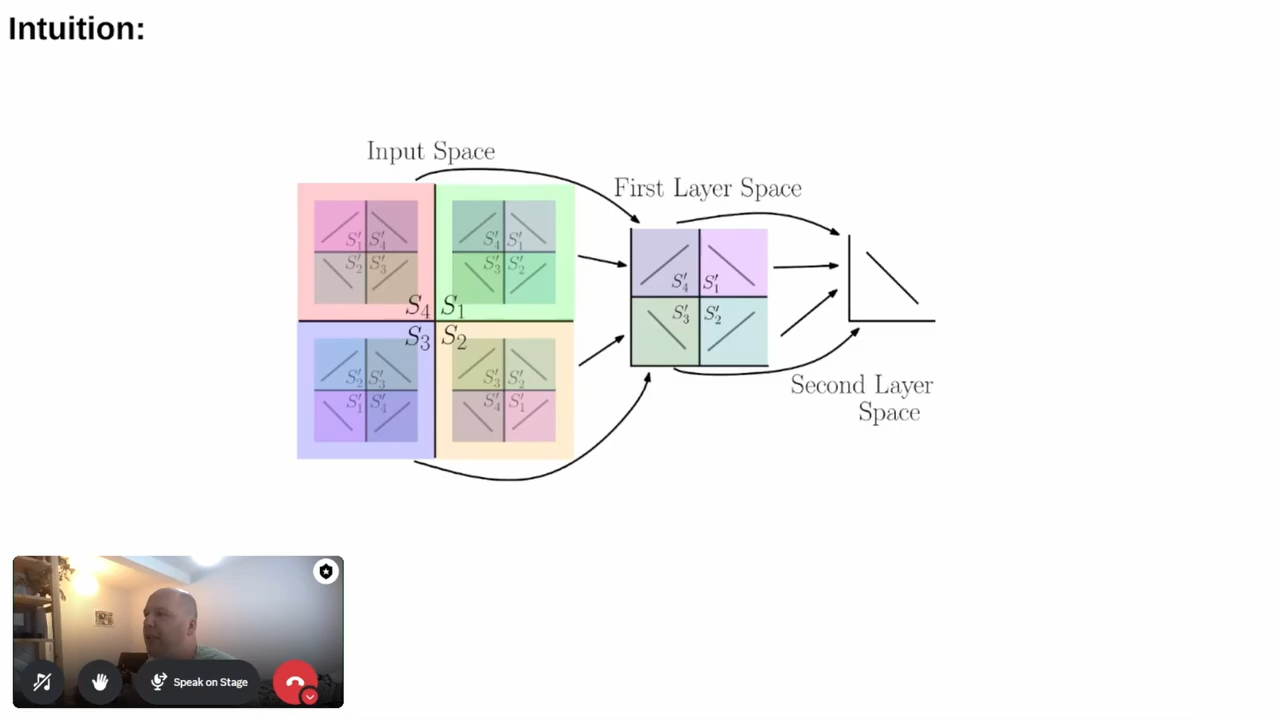 Intuition:
Input Space
First Layer Space
S′₁ S′₄ S′₄ S′₁
S′₂ S′₃ S′₃ S′₂
S₄ S₁
S₃ S₂
S′₂ S′₃ S′₃ S′₂
S′₁ S′₄ S′₄ S′₁
S′₄ S′₁
S′₃ S′₂
Second Layer
Space
Speak on Stage